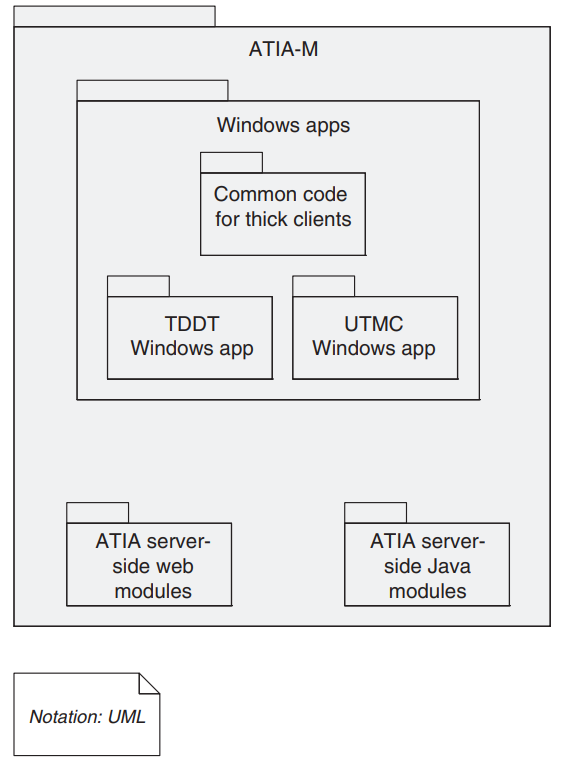 ATIA-M
Windows apps
Common code
for thick clients
TDDT
Windows app
UTMC
Windows app
ATIA server-
side web
modules
ATIA server-
side Java
modules
Notation: UML